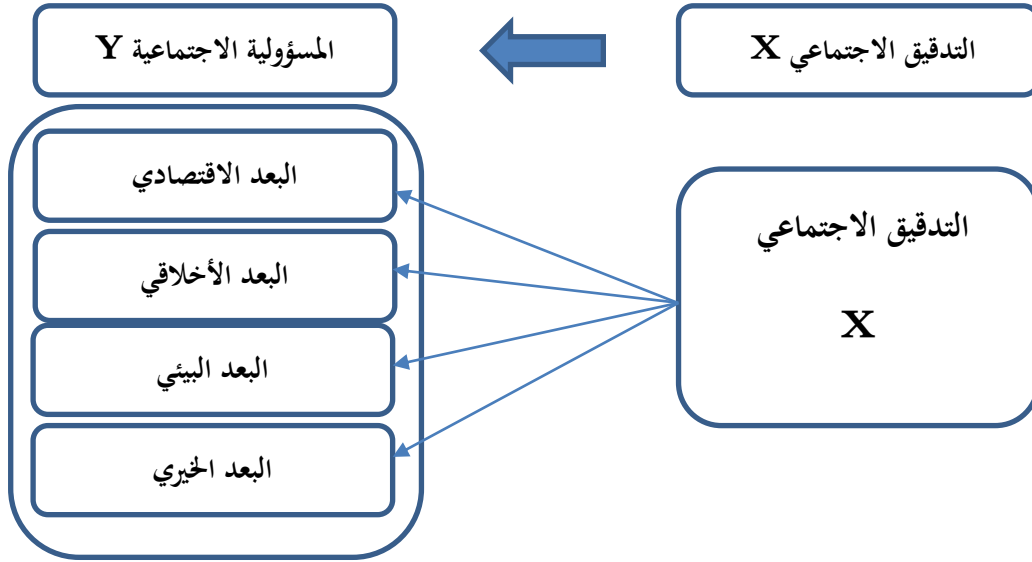 التدقيق الاجتماعي X
المسؤولية الاجتماعية Y
التدقيق الاجتماعي
X
البعد الاقتصادي
البعد الأخلاقي
البعد البيئي
البعد الخيري